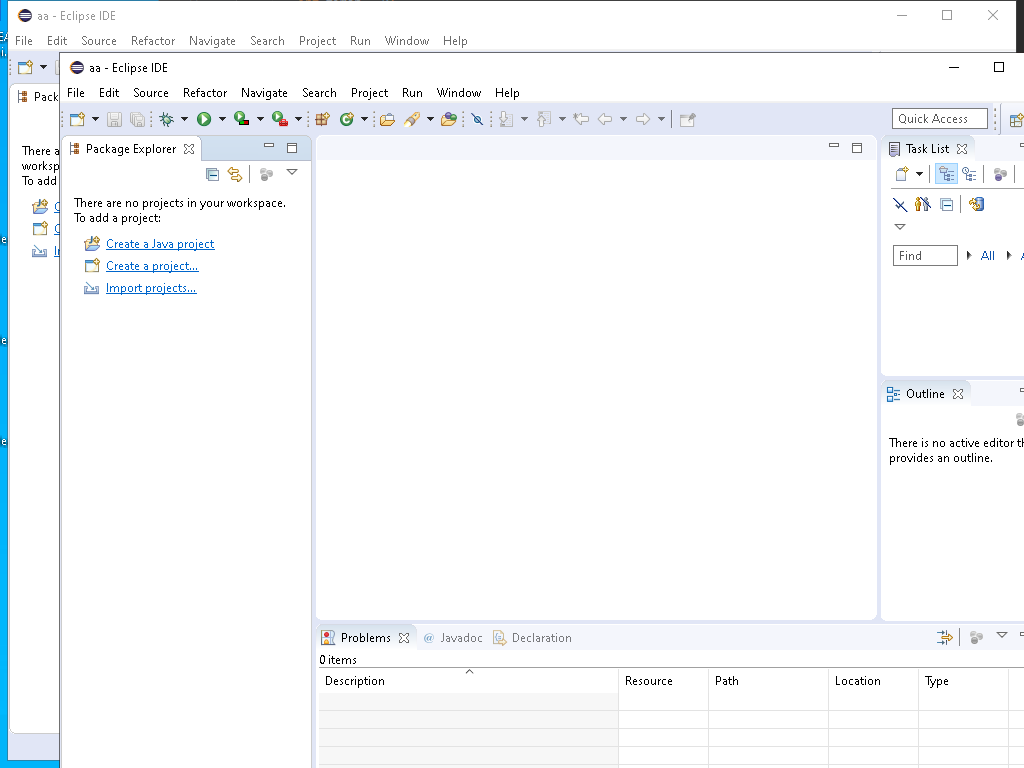 aa - Eclipse IDE
File Edit Source Refactor Navigate Search Project Run Window Help
Pack
There a
worksp
To add
aa - Eclipse IDE
File Edit Source Refactor Navigate Search Project Run Window Help
Quick Access
Package Explorer
There are no projects in your workspace.
To add a project:
Create a Java project
Create a project...
Import projects...
Task List
Find All
Outline
There is no active editor th
provides an outline.
Problems @ Javadoc Declaration
0 items
Description Resource Path Location Type